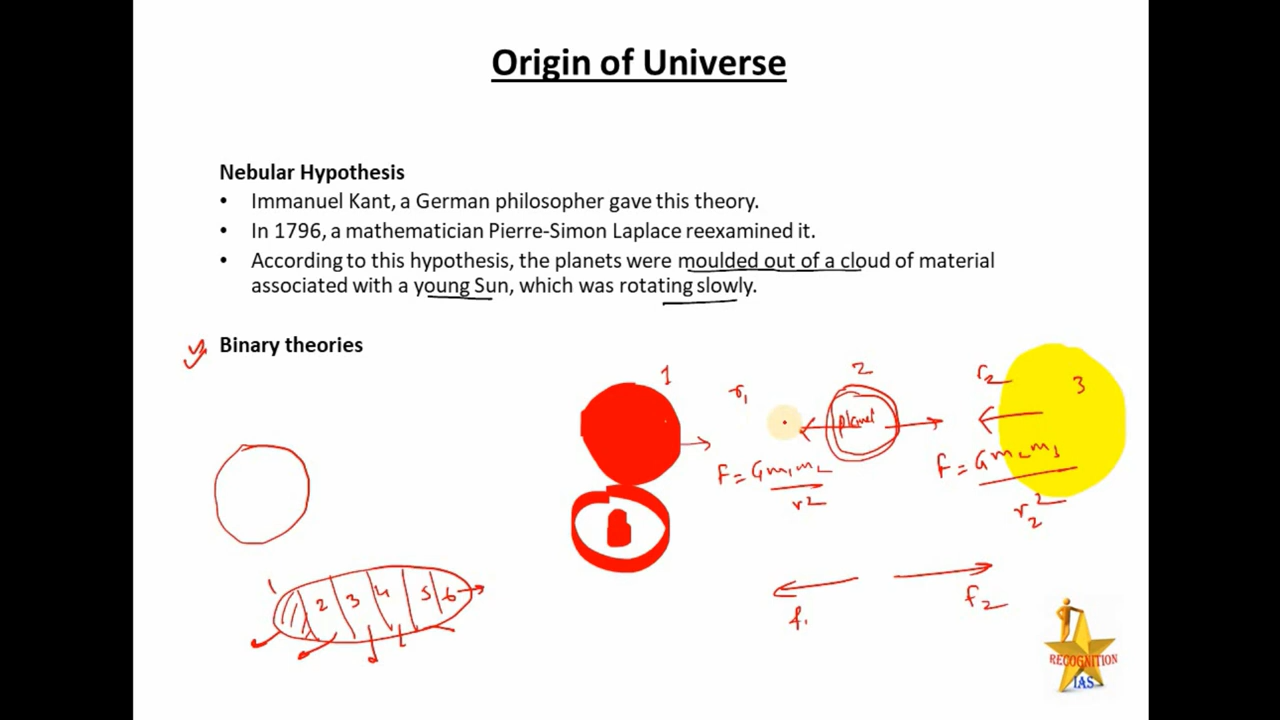 Origin of Universe
Nebular Hypothesis
• Immanuel Kant, a German philosopher gave this theory.
• In 1796, a mathematician Pierre-Simon Laplace reexamined it.
• According to this hypothesis, the planets were moulded out of a cloud of material
associated with a young Sun, which was rotating slowly.
Binary theories
1
r₁
2
r₂
3
planet
F = Gm₁m₂
r²
F = Gm₂m₃
r₂²
1 2 3 4 5 6
f₁
f₂
RECOGNITION
IAS